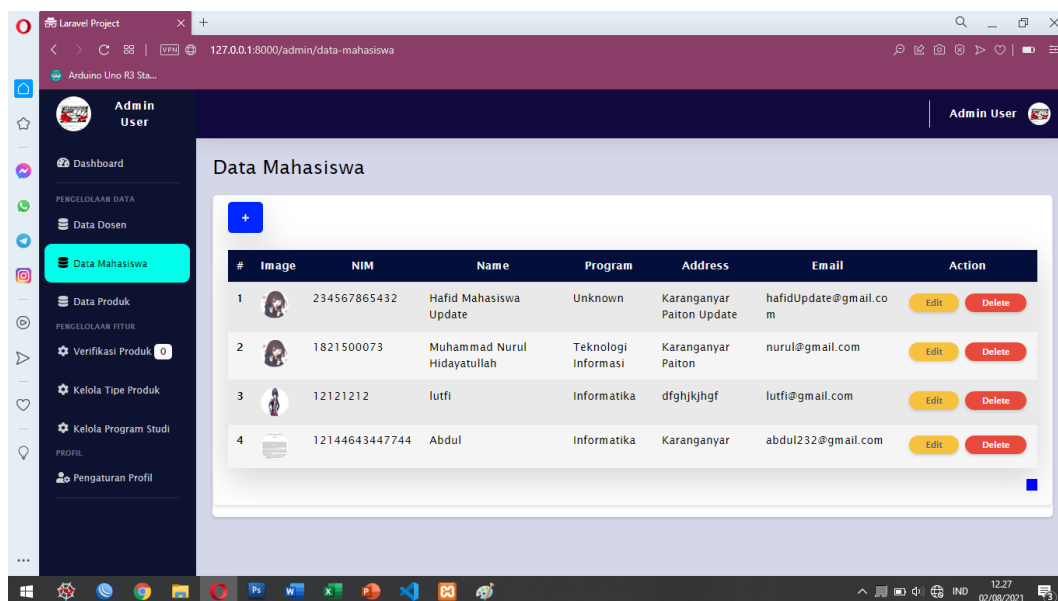 Laravel Project
VPN 127.0.0.1:8000/admin/data-mahasiswa
Arduino Uno R3 Sta...
Admin User
Admin User
Dashboard
PENGELOLAAN DATA
Data Dosen
Data Mahasiswa
Data Produk
PENGELOLAAN FITUR
Verifikasi Produk 0
Kelola Tipe Produk
Kelola Program Studi
PROFIL
Pengaturan Profil
Data Mahasiswa
+
# Image NIM Name Program Address Email Action
1 234567865432 Hafid Mahasiswa Unknown Karanganyar hafidUpdate@gmail.co Edit Delete
Update Paiton Update m
2 1821500073 Muhammad Nurul Teknologi Karanganyar nurul@gmail.com Edit Delete
Hidayatullah Informasi Paiton
3 12121212 lutfi Informatika dfghjkjhgf lutfi@gmail.com Edit Delete
4 12144643447744 Abdul Informatika Karanganyar abdul232@gmail.com Edit Delete
Ps W X P
IND 12.27
02/08/2021 3